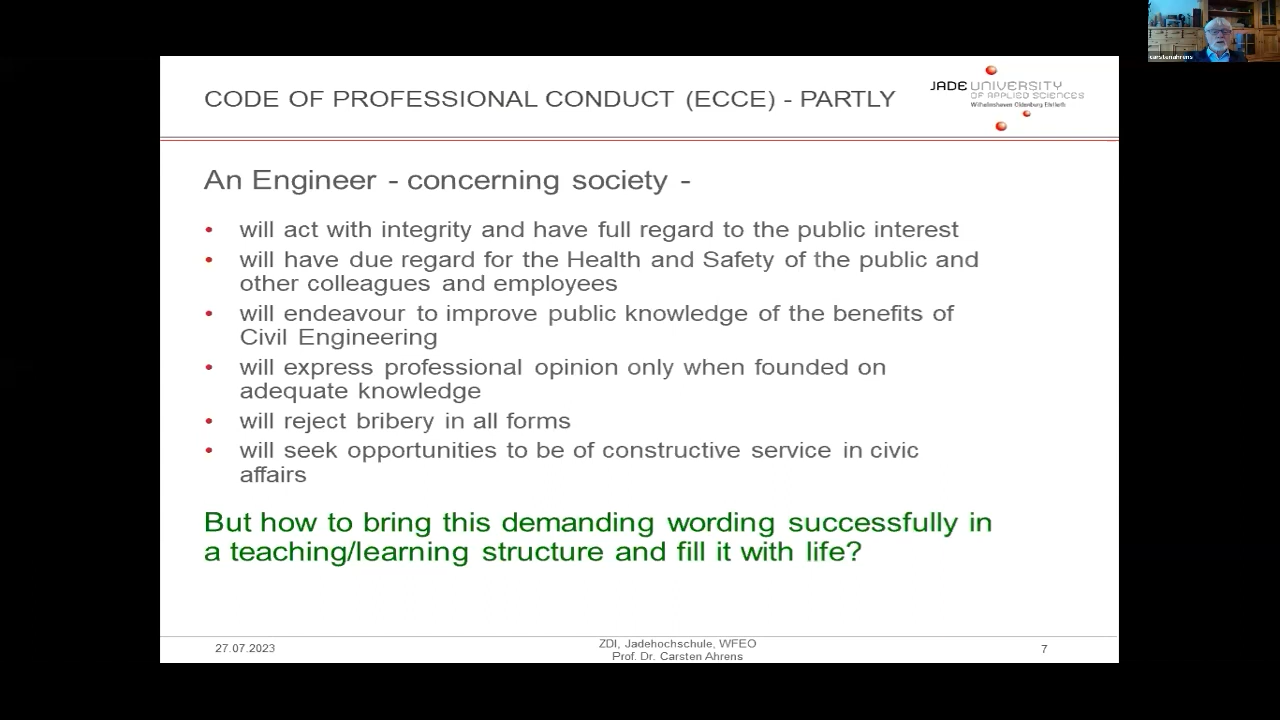 carstenahrens
CODE OF PROFESSIONAL CONDUCT (ECCE) - PARTLY
JADE UNIVERSITY
OF APPLIED SCIENCES
Wilhelmshaven Oldenburg Elsfleth
An Engineer - concerning society -
• will act with integrity and have full regard to the public interest
• will have due regard for the Health and Safety of the public and
other colleagues and employees
• will endeavour to improve public knowledge of the benefits of
Civil Engineering
• will express professional opinion only when founded on
adequate knowledge
• will reject bribery in all forms
• will seek opportunities to be of constructive service in civic
affairs
But how to bring this demanding wording successfully in
a teaching/learning structure and fill it with life?
27.07.2023
ZDI, Jadehochschule, WFEO
Prof. Dr. Carsten Ahrens
7